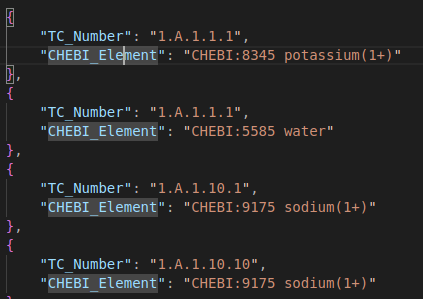 {
"TC_Number": "1.A.1.1.1",
"CHEBI_Element": "CHEBI:8345 potassium(1+)"
},
{
"TC_Number": "1.A.1.1.1",
"CHEBI_Element": "CHEBI:5585 water"
},
{
"TC_Number": "1.A.1.10.1",
"CHEBI_Element": "CHEBI:9175 sodium(1+)"
},
{
"TC_Number": "1.A.1.10.10",
"CHEBI_Element": "CHEBI:9175 sodium(1+)"